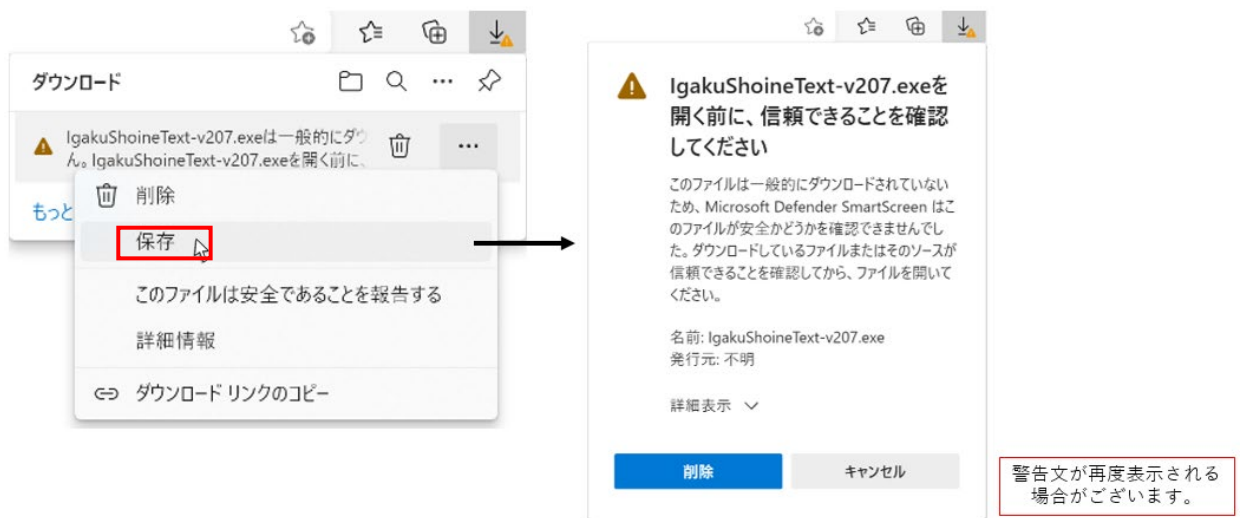 ダウンロード
IgakuShoineText-v207.exeは一般的にダウ
ん。IgakuShoineText-v207.exeを開く前に、
もっと
削除
保存
このファイルは安全であることを報告する
詳細情報
ダウンロード リンクのコピー
IgakuShoineText-v207.exeを
開く前に、信頼できることを確認
してください
このファイルは一般的にダウンロードされていない
ため、Microsoft Defender SmartScreen はこ
のファイルが安全かどうかを確認できませんでし
た。ダウンロードしているファイルまたはそのソースが
信頼できることを確認してから、ファイルを開いて
ください。
名前: IgakuShoineText-v207.exe
発行元: 不明
詳細表示
削除
キャンセル
警告文が再度表示される
場合がございます。